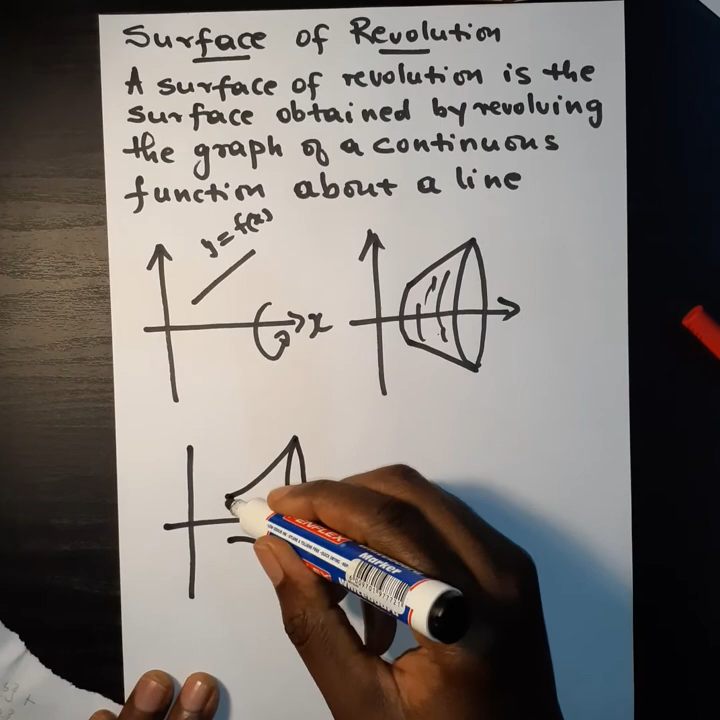 Surface of Revolution
A surface of revolution is the
surface obtained by revolving
the graph of a continuous
function about a line
y = f(x)
x
Marker